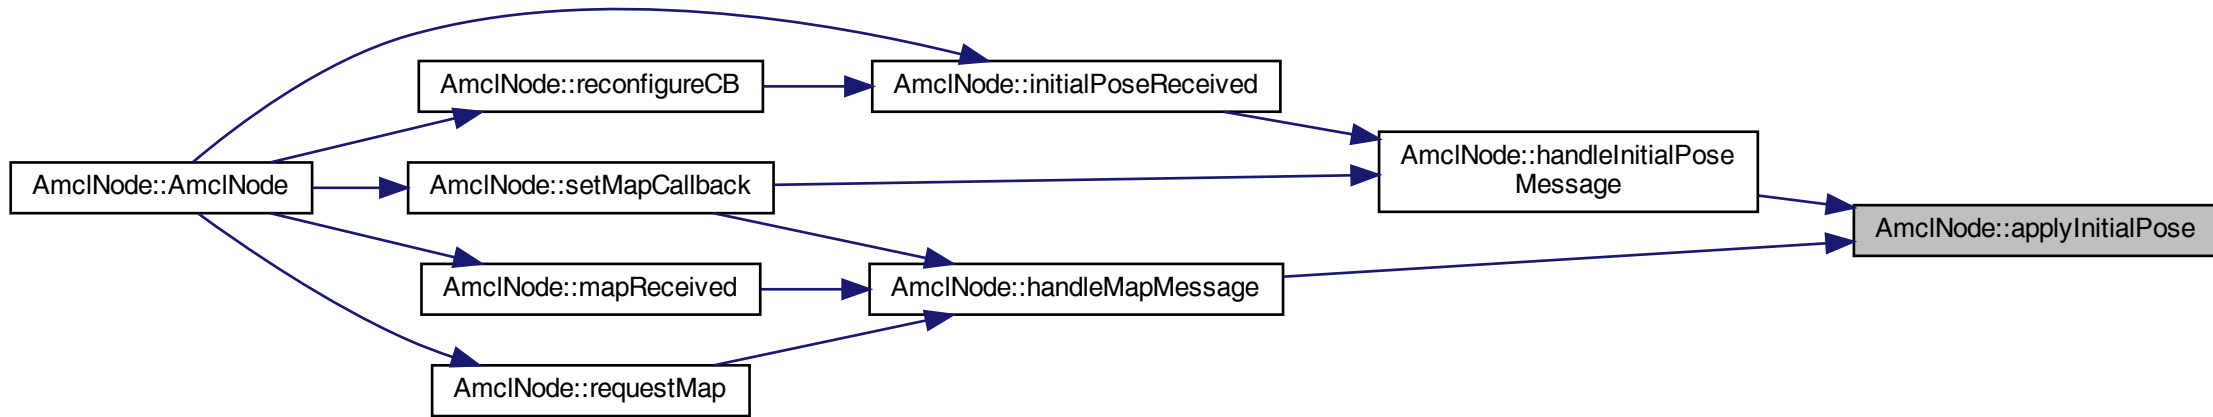 AmclNode::reconfigureCB
AmclNode::initialPoseReceived
AmclNode::handleInitialPose
Message
AmclNode::AmclNode
AmclNode::setMapCallback
AmclNode::applyInitialPose
AmclNode::mapReceived
AmclNode::handleMapMessage
AmclNode::requestMap